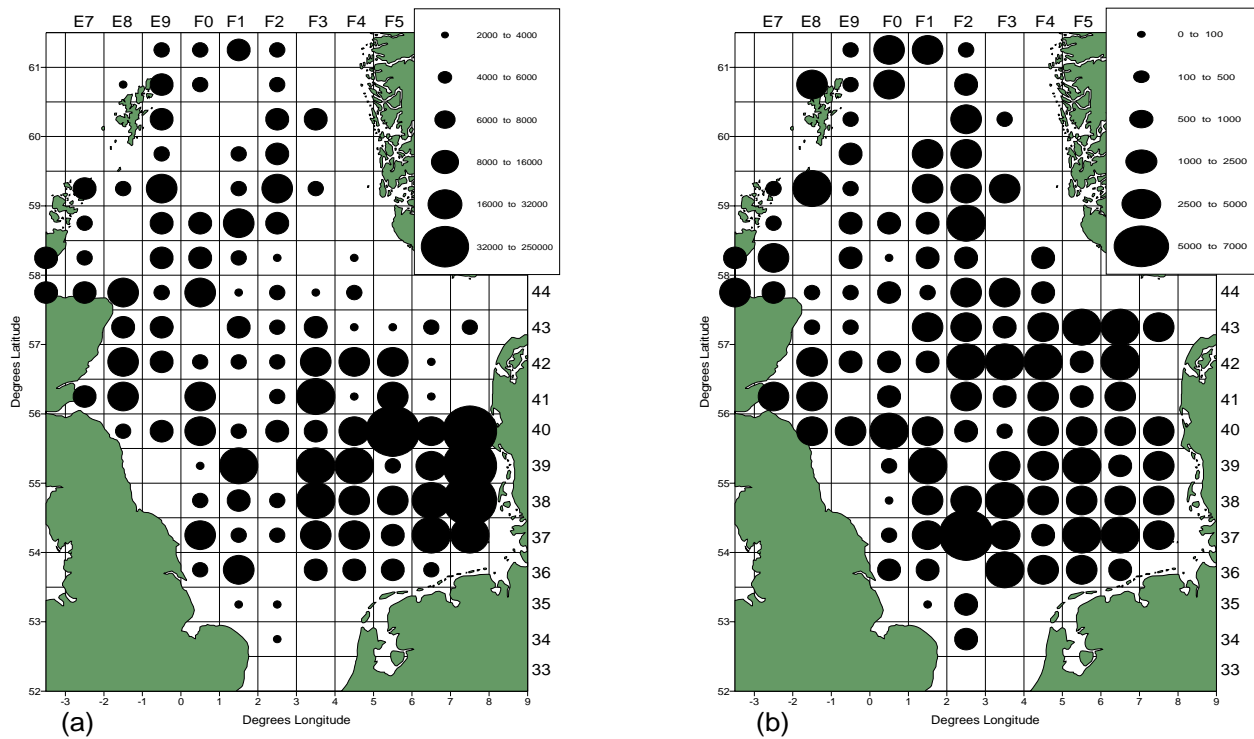 E7 E8 E9 F0 F1 F2 F3 F4 F5
2000 to 4000
4000 to 6000
6000 to 8000
8000 to 16000
16000 to 32000
32000 to 250000
61
60
59
58
57
56
55
54
53
52
44
43
42
41
40
39
38
37
36
35
34
33
Degrees Latitude
-3 -2 -1 0 1 2 3 4 5 6 7 8 9
Degrees Longitude
(a)
E7 E8 E9 F0 F1 F2 F3 F4 F5
0 to 100
100 to 500
500 to 1000
1000 to 2500
2500 to 5000
5000 to 7000
61
60
59
58
57
56
55
54
53
52
44
43
42
41
40
39
38
37
36
35
34
33
Degrees Latitude
-3 -2 -1 0 1 2 3 4 5 6 7 8 9
Degrees Longitude
(b)